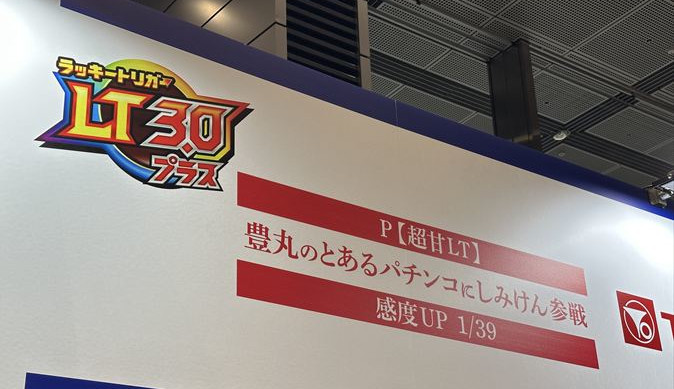 ラッキートリガー
LT3.0
プラス
P【超甘LT】
豊丸のとあるパチンコにしみけん参戦
感度UP 1/39
T